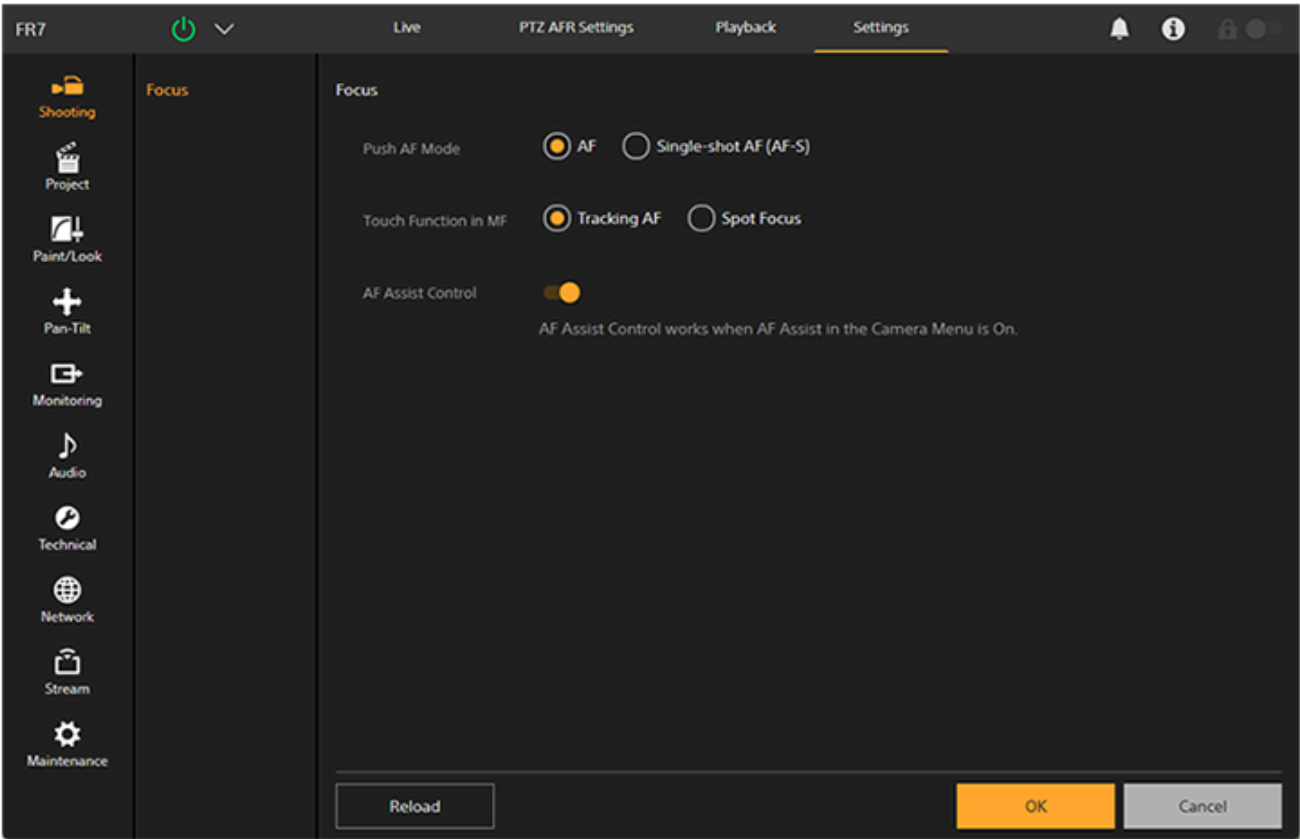 FR7
Live
PTZ AFR Settings
Playback
Settings
Shooting
Project
Paint/Look
Pan-Tilt
Monitoring
Audio
Technical
Network
Stream
Maintenance
Focus
Focus
Push AF Mode
AF
Single-shot AF (AF-S)
Touch Function in MF
Tracking AF
Spot Focus
AF Assist Control
AF Assist Control works when AF Assist in the Camera Menu is On.
Reload
OK
Cancel